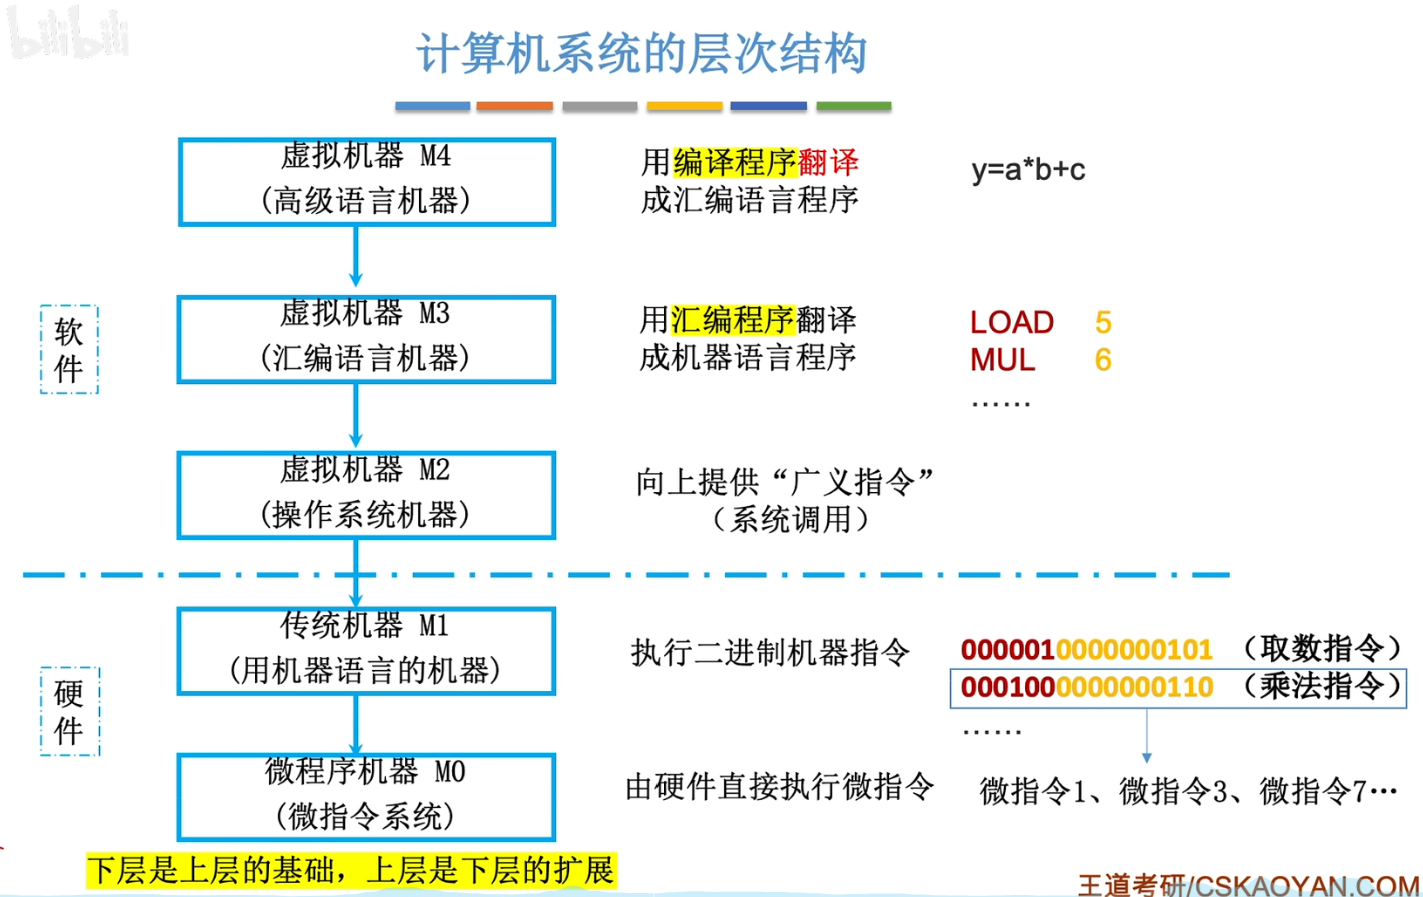 bilibili
计算机系统的层次结构
虚拟机器 M4
(高级语言机器)
用编译程序翻译
成汇编语言程序
y=a*b+c
软
件
虚拟机器 M3
(汇编语言机器)
用汇编程序翻译
成机器语言程序
LOAD 5
MUL 6
……
虚拟机器 M2
(操作系统机器)
向上提供“广义指令”
(系统调用)
硬
件
传统机器 M1
(用机器语言的机器)
执行二进制机器指令
0000010000000101 (取数指令)
0001000000000110 (乘法指令)
……
微程序机器 M0
(微指令系统)
由硬件直接执行微指令
微指令1、微指令3、微指令7…
下层是上层的基础，上层是下层的扩展
王道考研/CSKAOYAN.COM